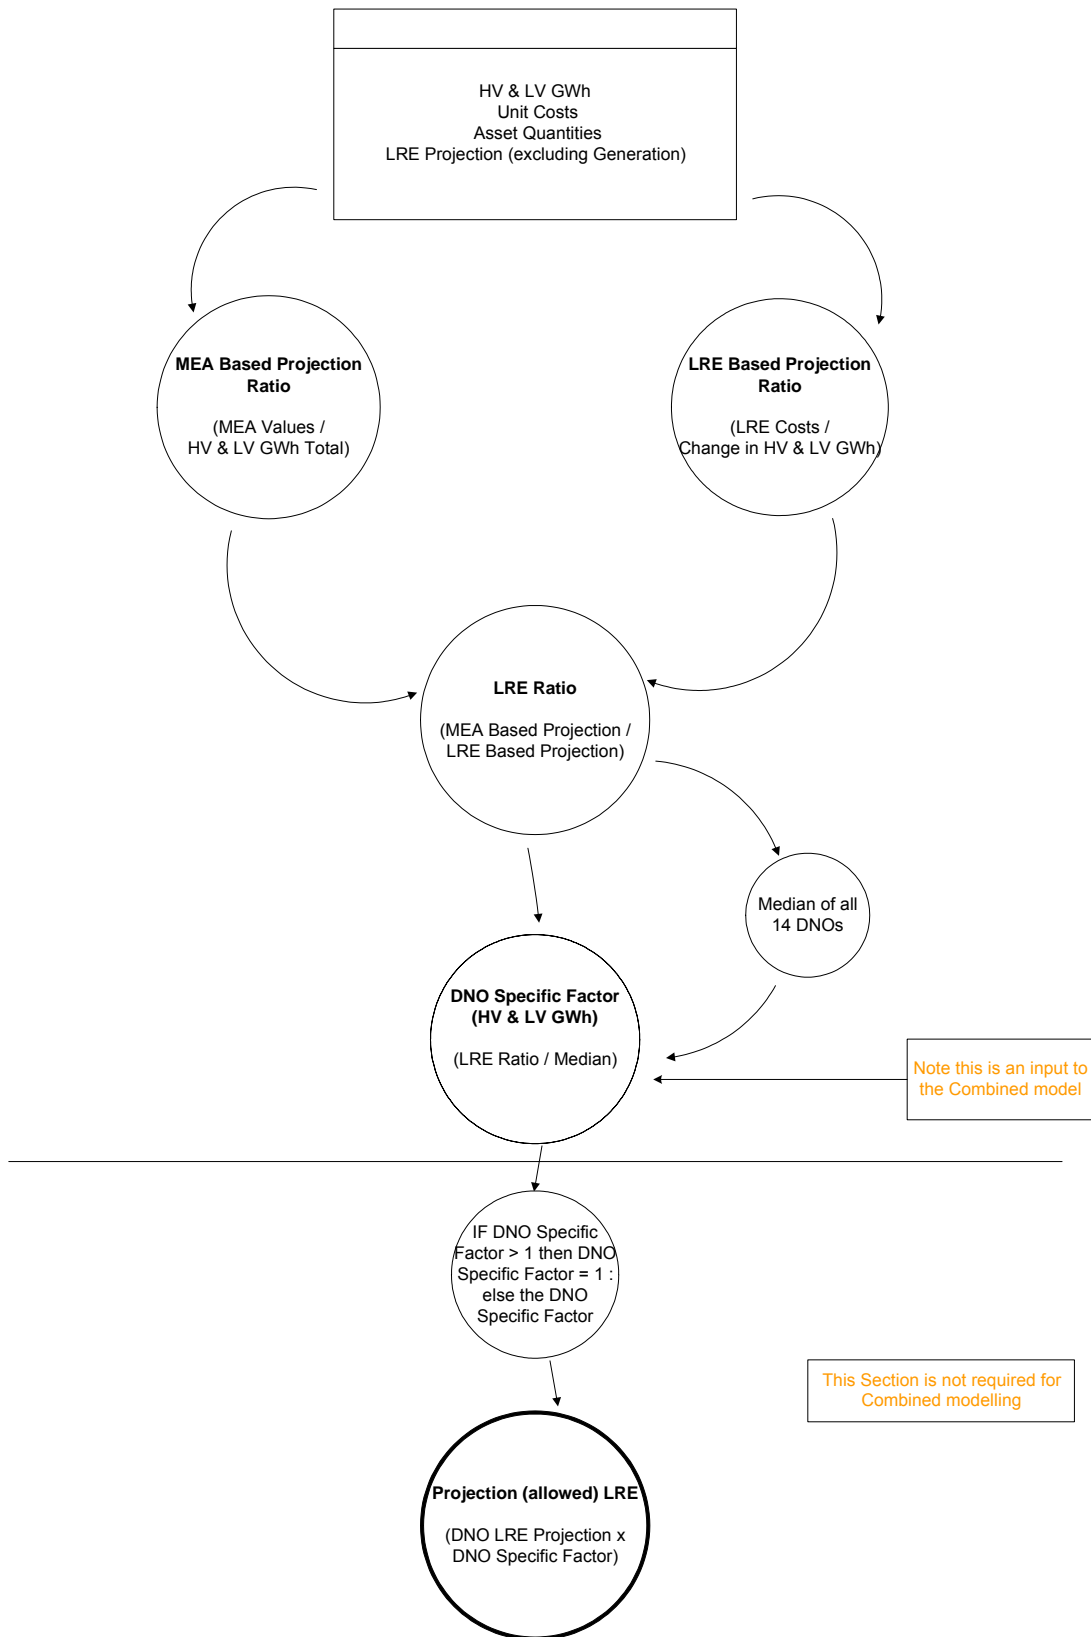 HV & LV GWh
Unit Costs
Asset Quantities
LRE Projection (excluding Generation)
MEA Based Projection
Ratio
(MEA Values /
HV & LV GWh Total)
LRE Based Projection
Ratio
(LRE Costs /
Change in HV & LV GWh)
LRE Ratio
(MEA Based Projection /
LRE Based Projection)
Median of all
14 DNOs
DNO Specific Factor
(HV & LV GWh)
(LRE Ratio / Median)
Note this is an input to
the Combined model
IF DNO Specific
Factor > 1 then DNO
Specific Factor = 1 :
else the DNO
Specific Factor
This Section is not required for
Combined modelling
Projection (allowed) LRE
(DNO LRE Projection x
DNO Specific Factor)